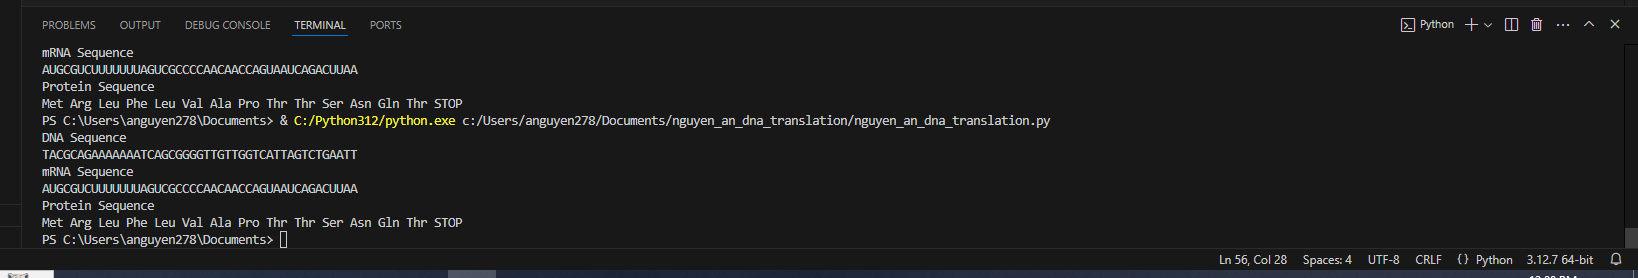 PROBLEMS OUTPUT DEBUG CONSOLE TERMINAL PORTS Python
mRNA Sequence
AUGCGUCUUUUUUUAGUCGCCCCAACAACCAGUAAUCAGACUUAA
Protein Sequence
Met Arg Leu Phe Leu Val Ala Pro Thr Thr Ser Asn Gln Thr STOP
PS C:\Users\anguyen278\Documents> & C:/Python312/python.exe c:/Users/anguyen278/Documents/nguyen_an_dna_translation/nguyen_an_dna_translation.py
DNA Sequence
TACGCAGAAAAAAATCAGCGGGGTTGTTGGTCATTAGTCTGAATT
mRNA Sequence
AUGCGUCUUUUUUUAGUCGCCCCAACAACCAGUAAUCAGACUUAA
Protein Sequence
Met Arg Leu Phe Leu Val Ala Pro Thr Thr Ser Asn Gln Thr STOP
PS C:\Users\anguyen278\Documents>
Ln 56, Col 28 Spaces: 4 UTF-8 CRLF {} Python 3.12.7 64-bit